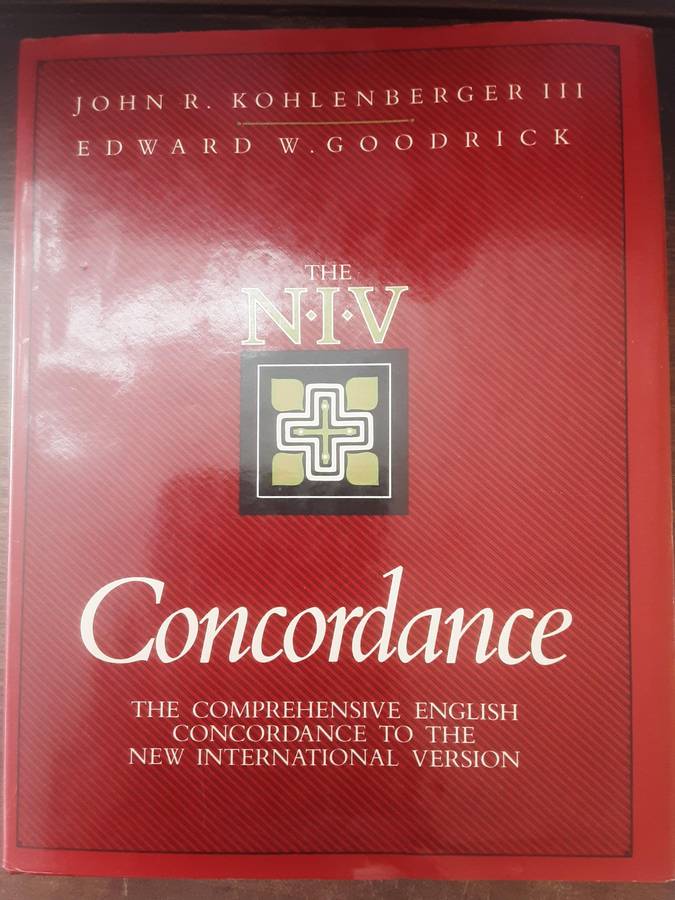 JOHN R. KOHLENBERGER III
EDWARD W. GOODRICK
THE
N·I·V
Concordance
THE COMPREHENSIVE ENGLISH
CONCORDANCE TO THE
NEW INTERNATIONAL VERSION